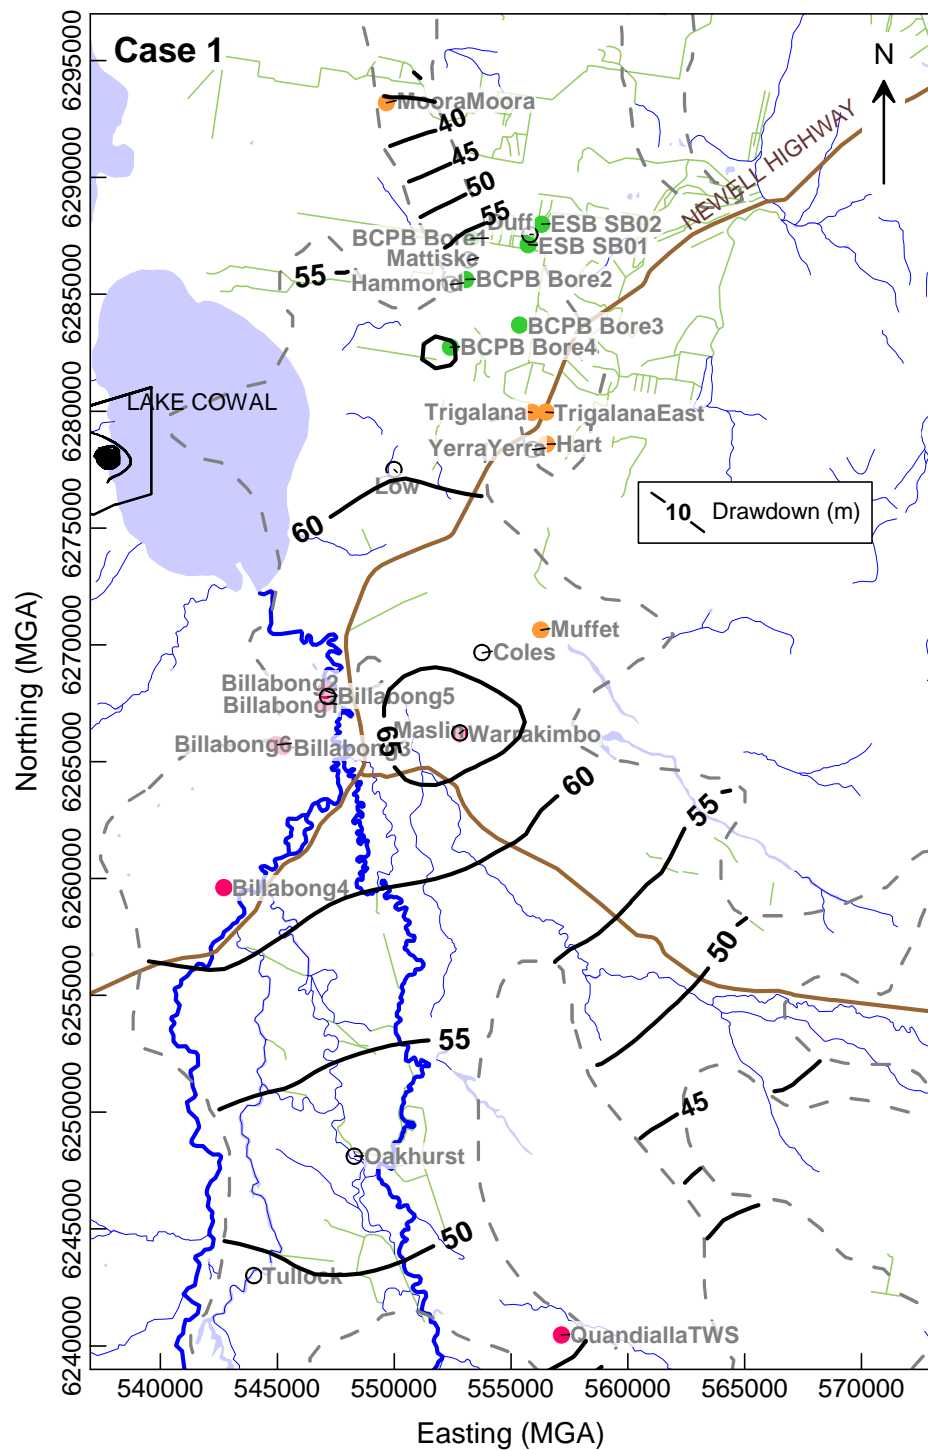 Case 1
N
MooraMoora
40
45
50
55
NEWELL HIGHWAY
Duff
ESB SB02
BCPB Bore1
ESB SB01
Mattiske
55
Hammond
BCPB Bore2
BCPB Bore3
BCPB Bore4
LAKE COWAL
Trigalana
TrigalanaEast
YerraYerra
Hart
Low
60
10 Drawdown (m)
Muffet
Coles
Billabong2
Billabong5
Billabong1
Maslin
Warrakimbo
65
Billabong6
Billabong3
60
55
Billabong4
50
55
45
Oakhurst
50
Tullock
QuandiallaTWS
6295000
6290000
6285000
6280000
6275000
6270000
6265000
6260000
6255000
6250000
6245000
6240000
Northing (MGA)
540000 545000 550000 555000 560000 565000 570000
Easting (MGA)